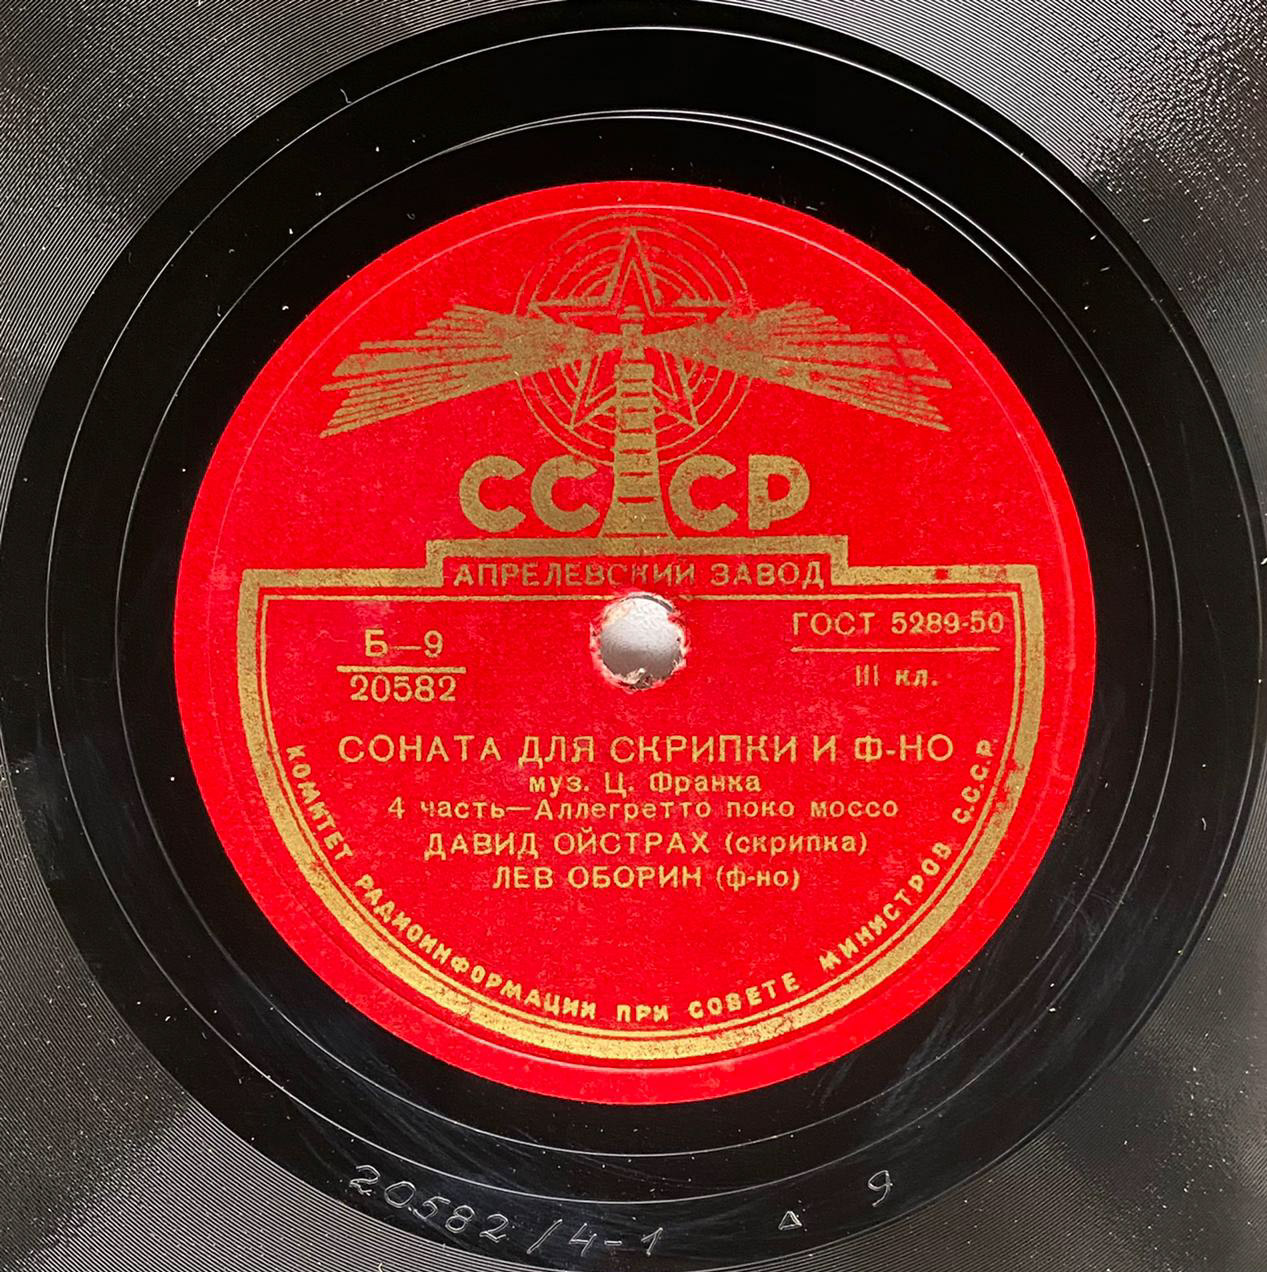 СССР
АПРЕЛЕВСКИЙ ЗАВОД
Б—9
20582
ГОСТ 5289-50
III кл.
СОНАТА ДЛЯ СКРИПКИ И Ф-НО
муз. Ц. Франка
4 часть—Аллегретто поко моссо
ДАВИД ОЙСТРАХ (скрипка)
ЛЕВ ОБОРИН (ф-но)
КОМИТЕТ РАДИОИНФОРМАЦИИ ПРИ СОВЕТЕ МИНИСТРОВ С.С.С.Р.
20582/4-1 Δ 9